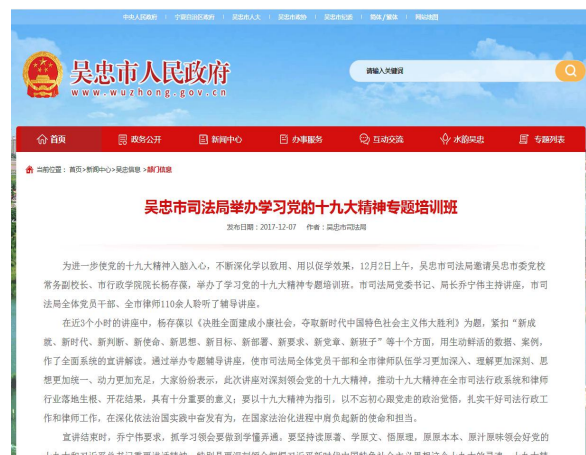 中央人民政府 | 宁夏自治区政府 | 吴忠市人大 | 吴忠市政协 | 吴忠市纪委 | 简体/繁体 | 网站地图
吴忠市人民政府
www.wuzhong.gov.cn
请输入关键词
首页 政务公开 新闻中心 办事服务 互动交流 水韵吴忠 专题列表
当前位置：首页>新闻中心>吴忠信息>部门信息
吴忠市司法局举办学习党的十九大精神专题培训班
发布日期：2017-12-07 作者：吴忠市司法局
为进一步使党的十九大精神入脑入心，不断深化学以致用、用以促学效果，12月2日上午，吴忠市司法局邀请吴忠市委党校
常务副校长、市行政学院院长杨存葆，举办了学习党的十九大精神专题培训班。市司法局党委书记、局长乔宁伟主持讲座，市司
法局全体党员干部、全市律师110余人聆听了辅导讲座。
在近3个小时的讲座中，杨存葆以《决胜全面建成小康社会，夺取新时代中国特色社会主义伟大胜利》为题，紧扣“新成
就、新时代、新判断、新使命、新思想、新目标、新部署、新要求、新党章、新班子”等十个方面，用生动鲜活的数据、案例，
作了全面系统的宣讲解读。通过举办专题辅导讲座，使市司法局全体党员干部和全市律师队伍学习更加深入、理解更加深刻、思
想更加统一、动力更加充足，大家纷纷表示，此次讲座对深刻领会党的十九大精神，推动十九大精神在全市司法行政系统和律师
行业落地生根、开花结果，具有十分重要的意义；要以十九大精神为指引，以不忘初心跟党走的政治觉悟，扎实干好司法行政工
作和律师工作，在深化依法治国实践中奋发有为，在国家法治化进程中肩负起新的使命和担当。
宣讲结束时，乔宁伟要求，抓学习领会要做到学懂弄通。要坚持读原著、学原文、悟原理，原原本本、原汁原味领会好党的